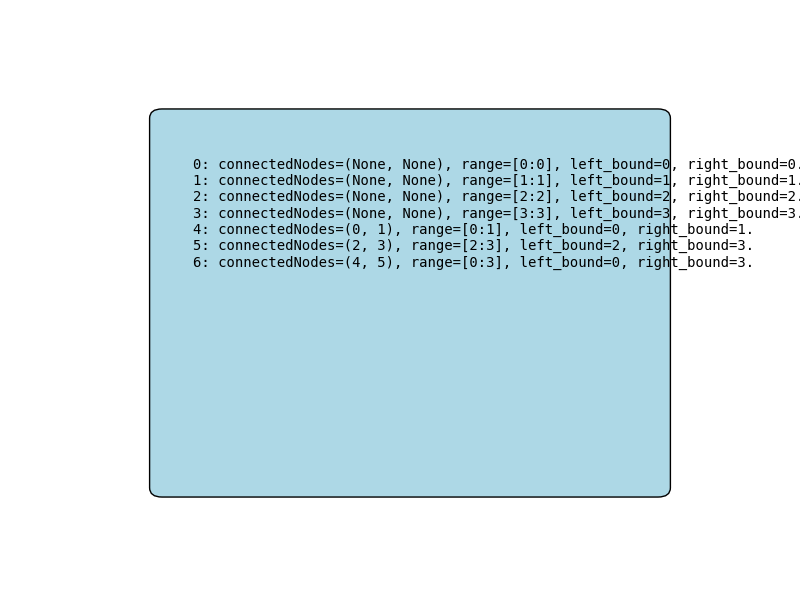 0: connectedNodes=(None, None), range=[0:0], left_bound=0, right_bound=0.
1: connectedNodes=(None, None), range=[1:1], left_bound=1, right_bound=1.
2: connectedNodes=(None, None), range=[2:2], left_bound=2, right_bound=2.
3: connectedNodes=(None, None), range=[3:3], left_bound=3, right_bound=3.
4: connectedNodes=(0, 1), range=[0:1], left_bound=0, right_bound=1.
5: connectedNodes=(2, 3), range=[2:3], left_bound=2, right_bound=3.
6: connectedNodes=(4, 5), range=[0:3], left_bound=0, right_bound=3.